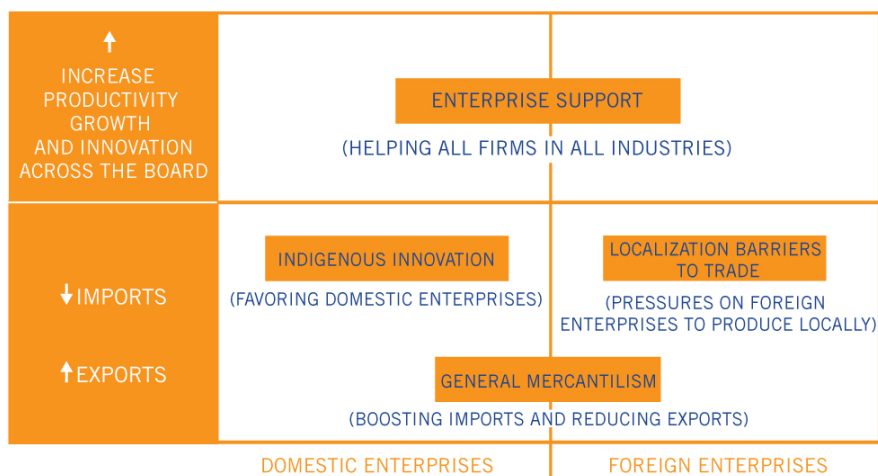 INCREASE
PRODUCTIVITY
GROWTH
AND INNOVATION
ACROSS THE BOARD
ENTERPRISE SUPPORT
(HELPING ALL FIRMS IN ALL INDUSTRIES)
IMPORTS
EXPORTS
INDIGENOUS INNOVATION
(FAVORING DOMESTIC ENTERPRISES)
LOCALIZATION BARRIERS
TO TRADE
(PRESSURES ON FOREIGN
ENTERPRISES TO PRODUCE LOCALLY)
GENERAL MERCANTILISM
(BOOSTING IMPORTS AND REDUCING EXPORTS)
DOMESTIC ENTERPRISES
FOREIGN ENTERPRISES